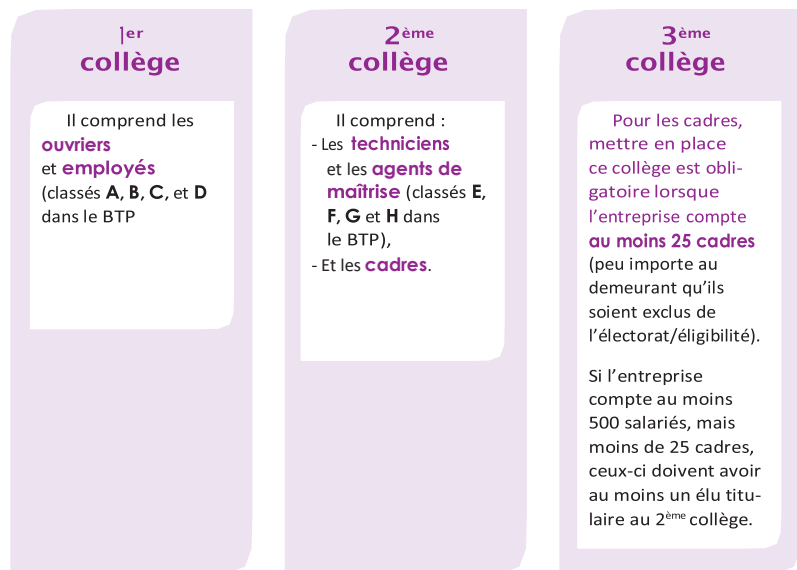 1er
collège
Il comprend les
ouvriers
et employés
(classés A, B, C, et D
dans le BTP
2ème
collège
Il comprend :
- Les techniciens
et les agents de
maîtrise (classés E,
F, G et H dans
le BTP),
- Et les cadres.
3ème
collège
Pour les cadres,
mettre en place
ce collège est obli-
gatoire lorsque
l’entreprise compte
au moins 25 cadres
(peu importe au
demeurant qu’ils
soient exclus de
l’électorat/éligibilité).
Si l’entreprise
compte au moins
500 salariés, mais
moins de 25 cadres,
ceux-ci doivent avoir
au moins un élu titu-
laire au 2ème collège.